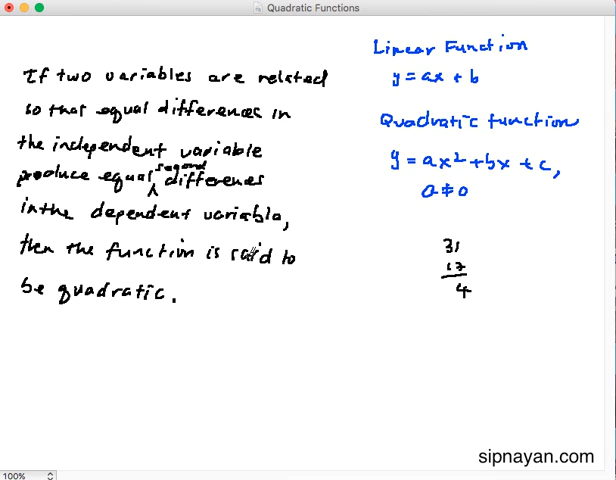 Quadratic Functions
If two variables are related
so that equal differences in
the independent variable
second
produce equal differences
in the dependent variable,
then the function is said to
be quadratic.
Linear Function
y = ax + b
Quadratic function
y = ax² + bx + c,
a ≠ 0
31
17
4
sipnayan.com
100%